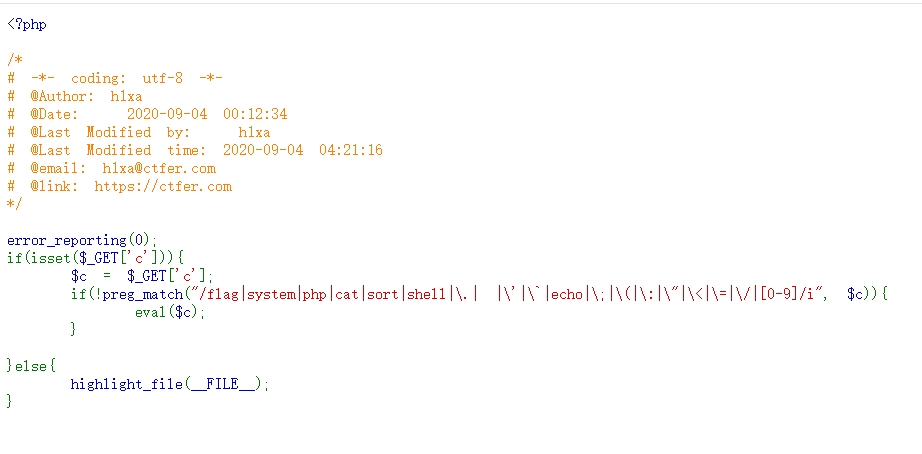 <?php
/*
# -*- coding: utf-8 -*-
# @Author: h1xa
# @Date:   2020-09-04 00:12:34
# @Last Modified by:   h1xa
# @Last Modified time: 2020-09-04 04:21:16
# @email: h1xa@ctfer.com
# @link: https://ctfer.com
*/
error_reporting(0);
if(isset($_GET['c'])){
    $c = $_GET['c'];
    if(!preg_match("/flag|system|php|cat|sort|shell|\.| |\'|\`|echo|\;|\(|\:|\"|\<|\=|\/|[0-9]/i", $c)){
        eval($c);
    }
}else{
    highlight_file(__FILE__);
}